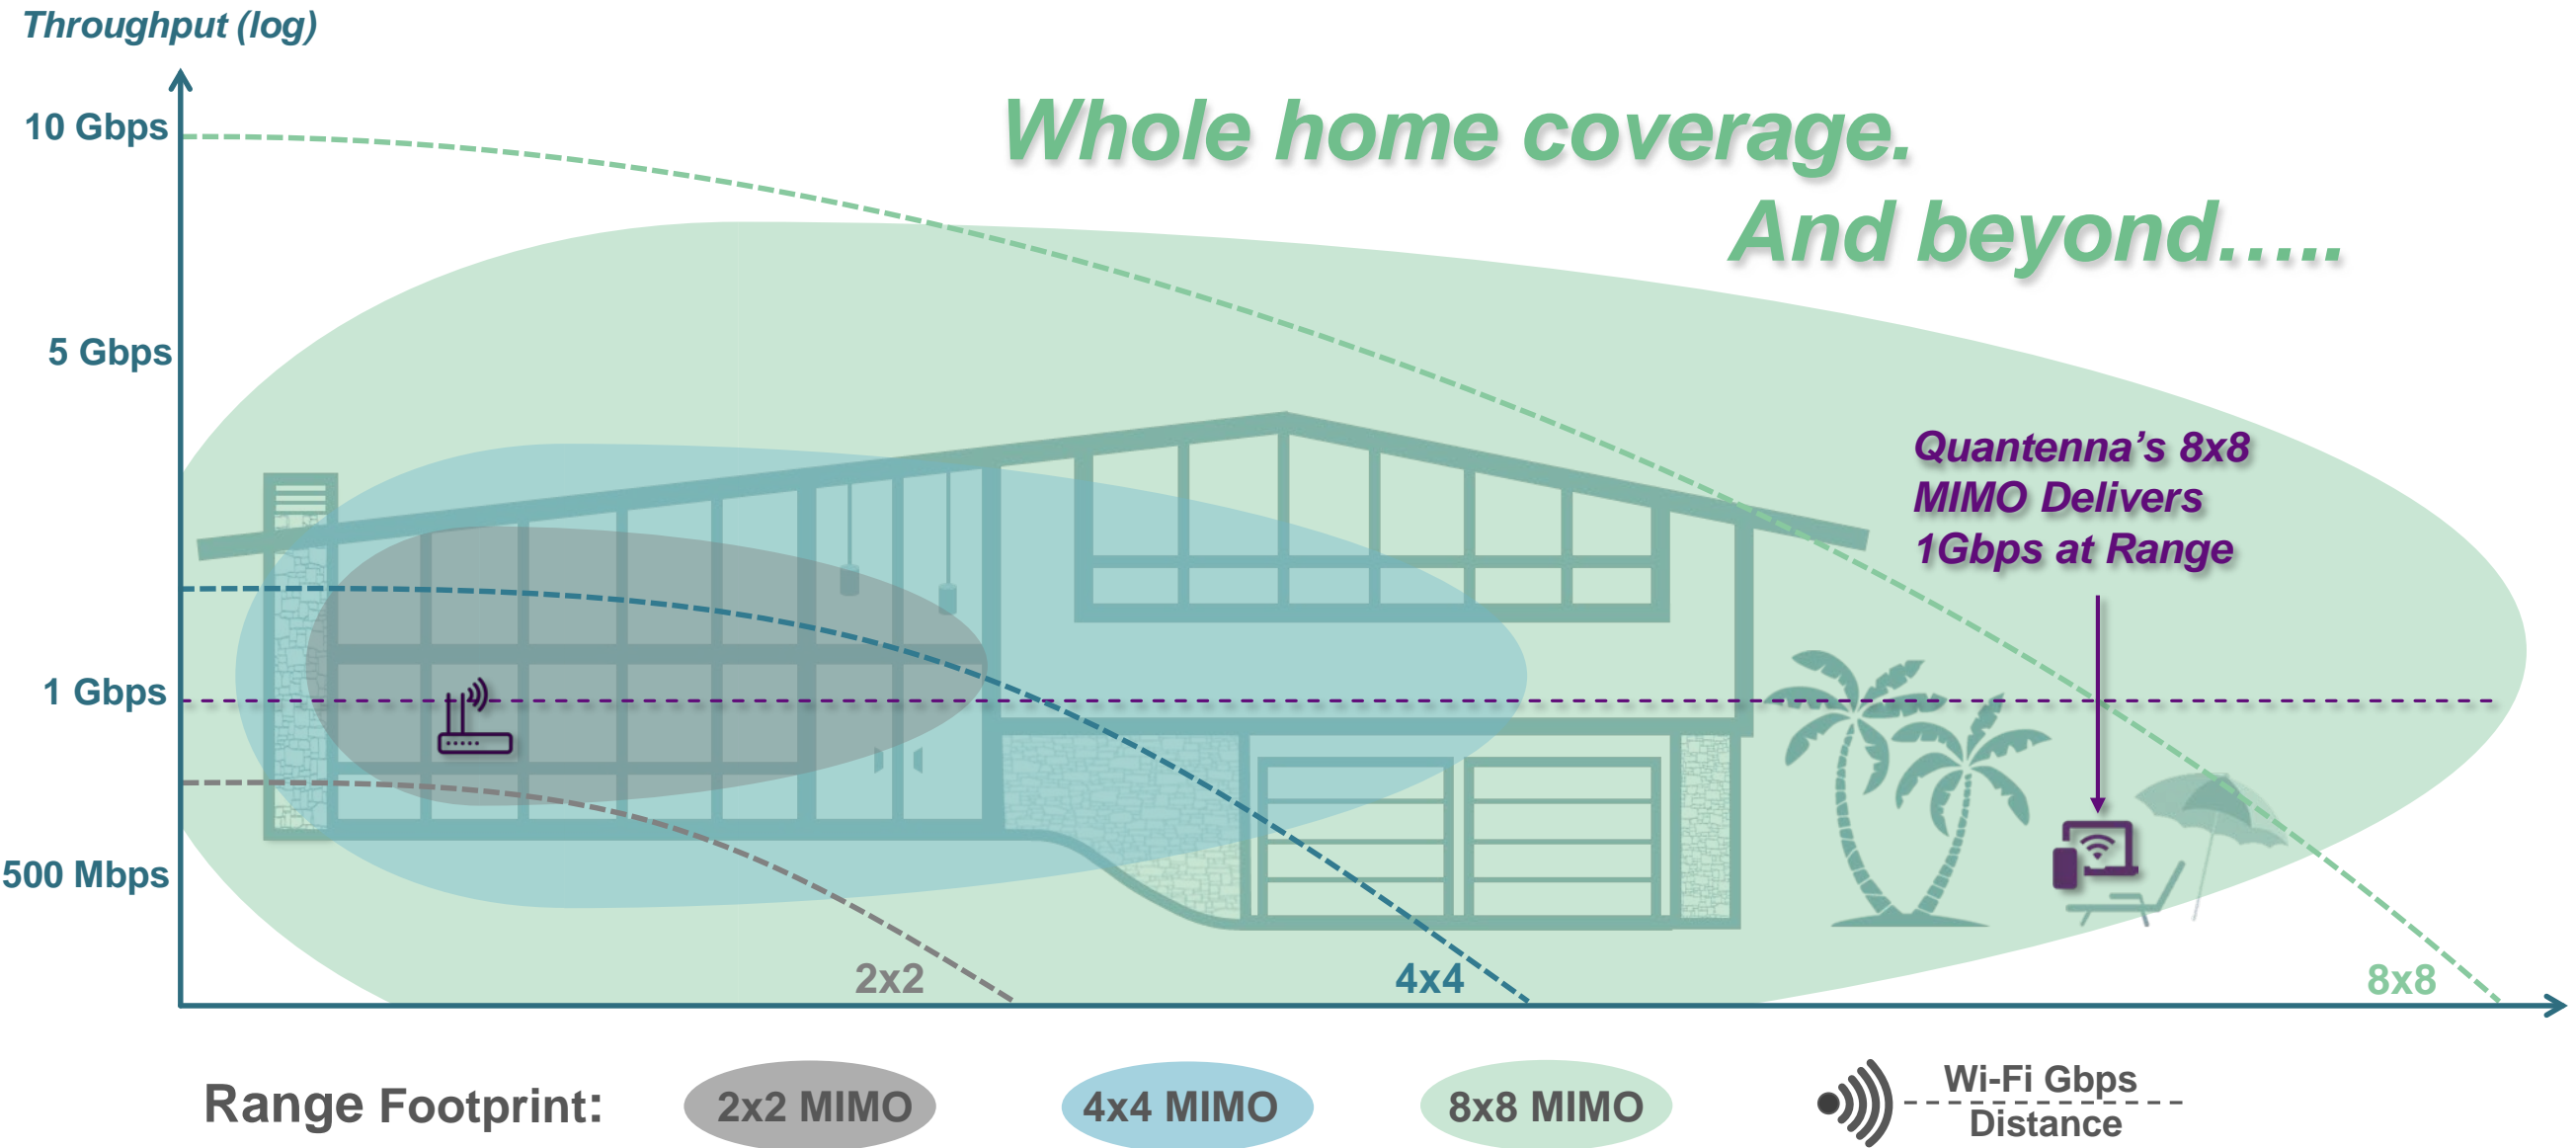 Throughput (log)
10 Gbps
Whole home coverage.
And beyond.....
5 Gbps
Quantenna’s 8x8
MIMO Delivers
1Gbps at Range
1 Gbps
500 Mbps
2x2
4x4
8x8
Range Footprint:
2x2 MIMO
4x4 MIMO
8x8 MIMO
Wi-Fi Gbps
Distance